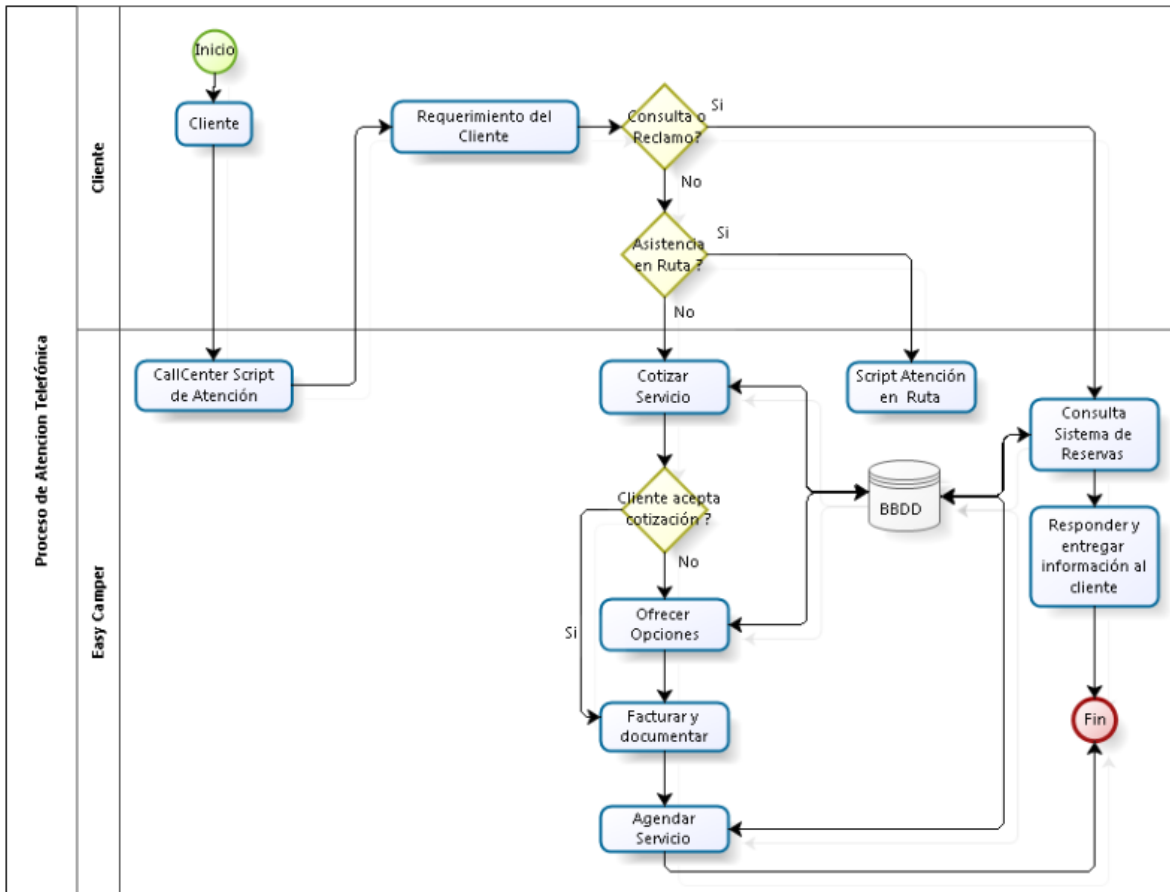 Proceso de Atencion Telefónica
Cliente
Inicio
Cliente
Requerimiento del
Cliente
Consulta o
Reclamo?
Si
No
Asistencia
en Ruta ?
Si
No
Easy Camper
CallCenter Script
de Atención
Cotizar
Servicio
Script Atención
en Ruta
Consulta
Sistema de
Reservas
Cliente acepta
cotización ?
BBDD
No
Si
Responder y
entregar
información al
cliente
Ofrecer
Opciones
Facturar y
documentar
Fin
Agendar
Servicio